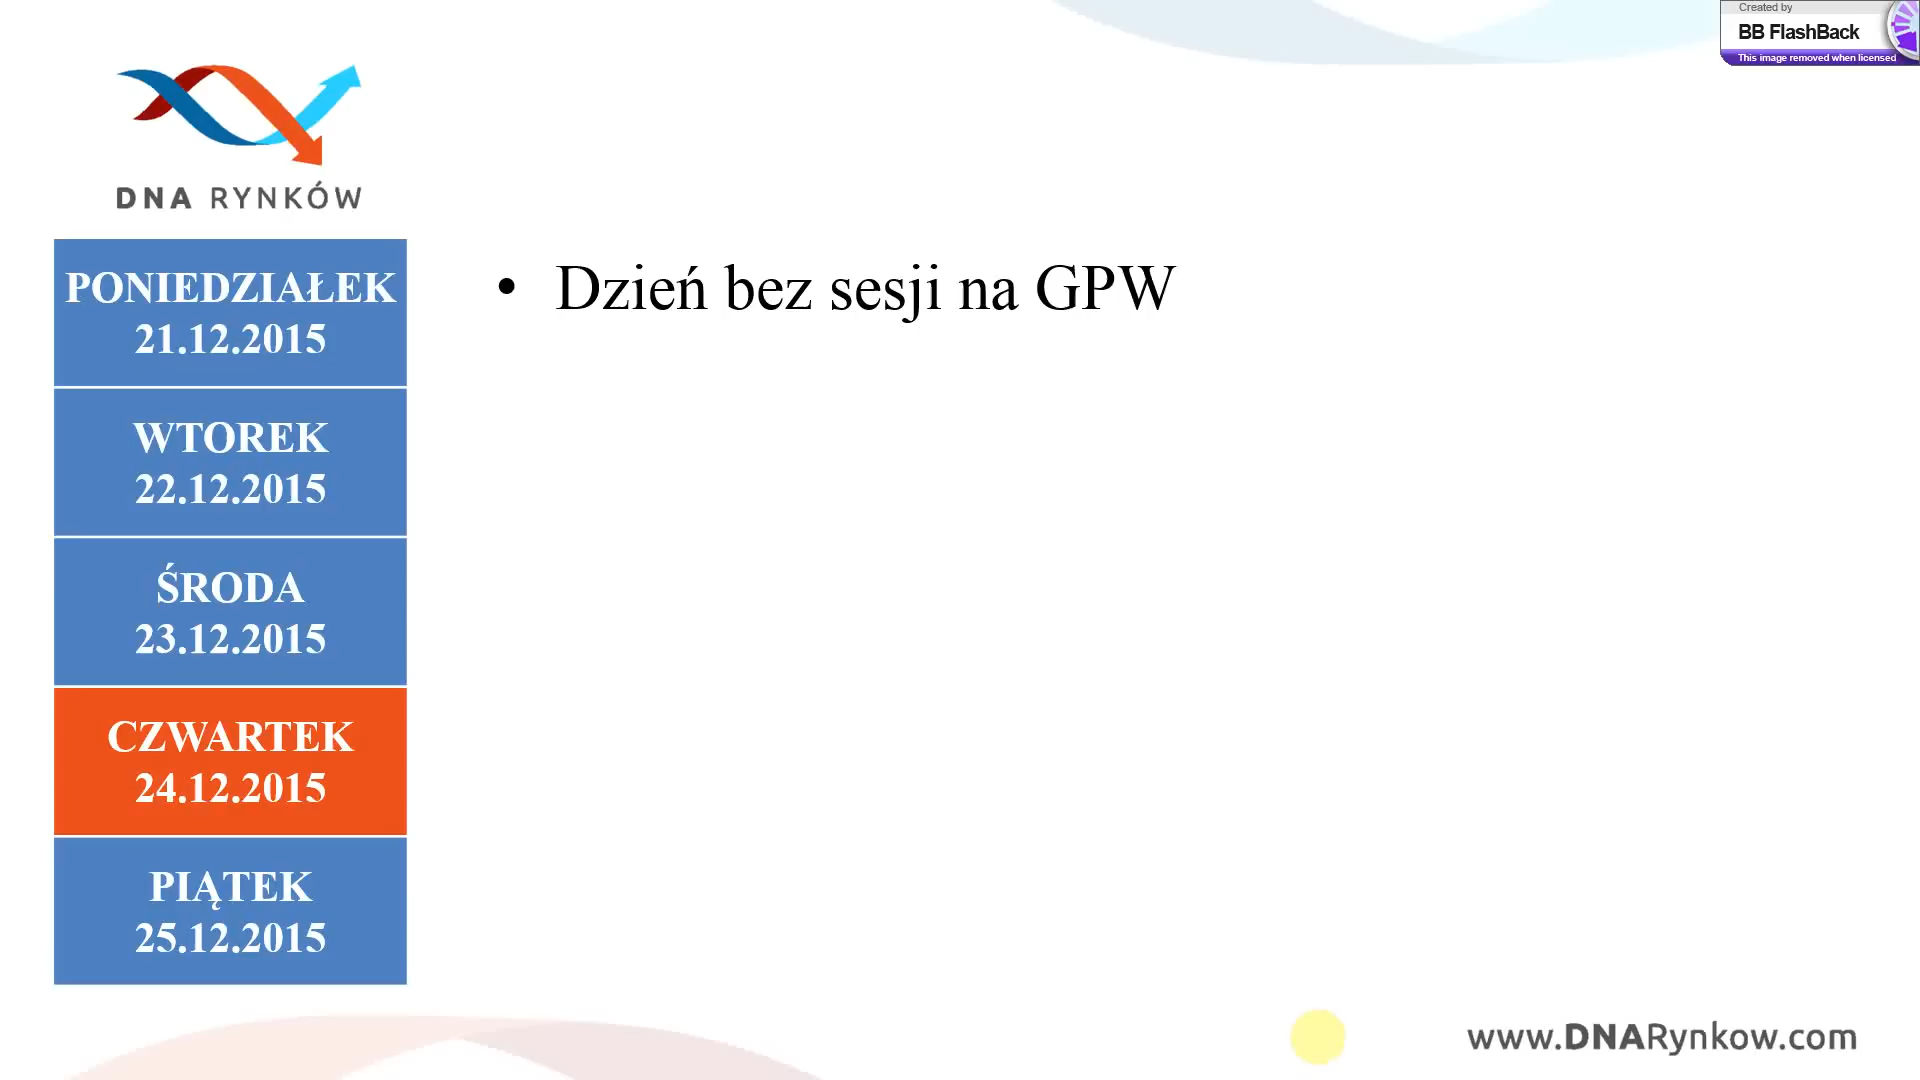 Created by
BB FlashBack
This image removed when licensed
DNA RYNKÓW
PONIEDZIAŁEK
21.12.2015
WTOREK
22.12.2015
ŚRODA
23.12.2015
CZWARTEK
24.12.2015
PIĄTEK
25.12.2015
• Dzień bez sesji na GPW
www.DNARynkow.com